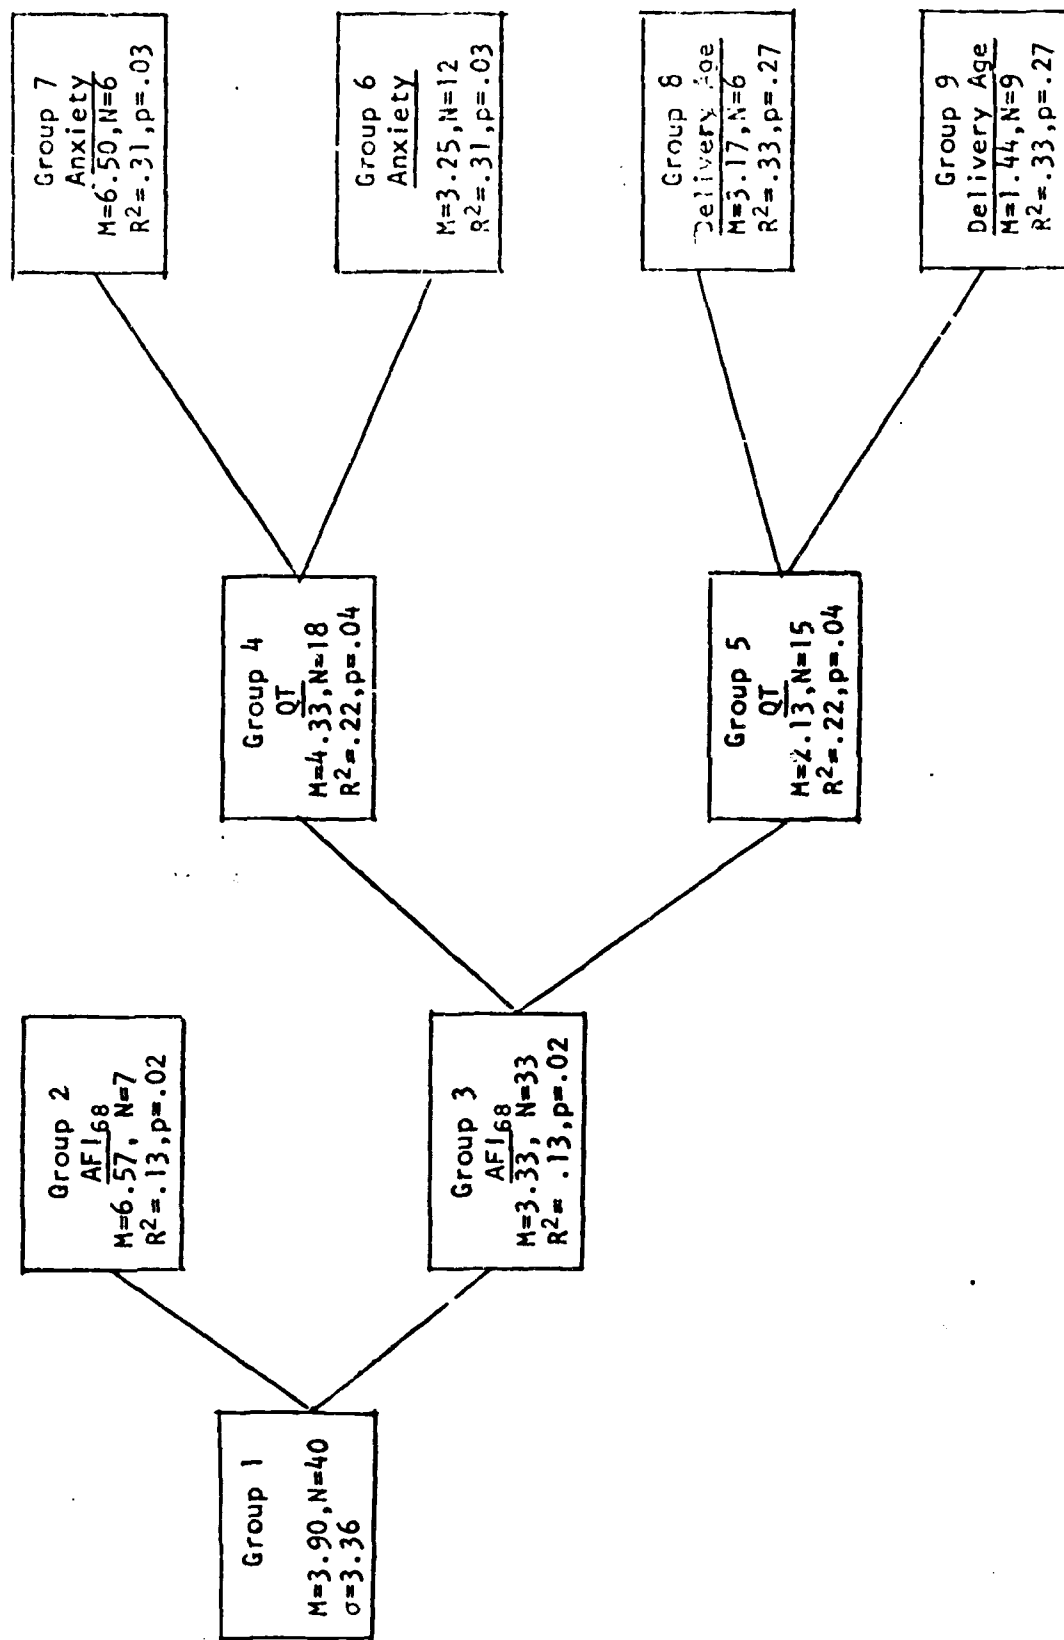 Group 1
M=3.90,N=40
σ=3.36
Group 2
AFI68
M=6.57, N=7
R²=.13,p=.02
Group 3
AFI68
M=3.33, N=33
R²= .13,p=.02
Group 4
QT
M=4.33,N=18
R²=.22,p=.04
Group 5
QT
M=2.13,N=15
R²=.22,p=.04
Group 7
Anxiety
M=6.50,N=6
R²=.31,p=.03
Group 6
Anxiety
M=3.25,N=12
R²=.31,p=.03
Group 8
Delivery Age
M=3.17,N=6
R²=.33,p=.27
Group 9
Delivery Age
M=1.44,N=9
R²=.33,p=.27